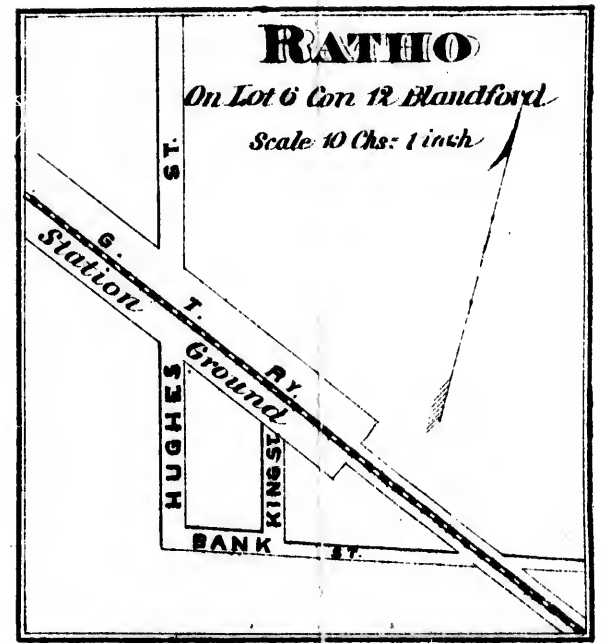 RATHO
On Lot 6 Con 12 Blandford
Scale 10 Chs = 1 inch
HUGHES ST.
G. T. RY.
Station Ground
KING ST.
BANK ST.